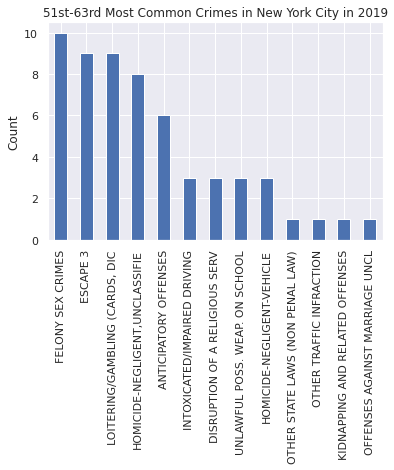 51st-63rd Most Common Crimes in New York City in 2019
10
8
6
4
2
0
Count
FELONY SEX CRIMES
ESCAPE 3
LOITERING/GAMBLING (CARDS, DIC
HOMICIDE-NEGLIGENT,UNCLASSIFIE
ANTICIPATORY OFFENSES
INTOXICATED/IMPAIRED DRIVING
DISRUPTION OF A RELIGIOUS SERV
UNLAWFUL POSS. WEAP. ON SCHOOL
HOMICIDE-NEGLIGENT-VEHICLE
OTHER STATE LAWS (NON PENAL LAW)
OTHER TRAFFIC INFRACTION
KIDNAPPING AND RELATED OFFENSES
OFFENSES AGAINST MARRIAGE UNCL